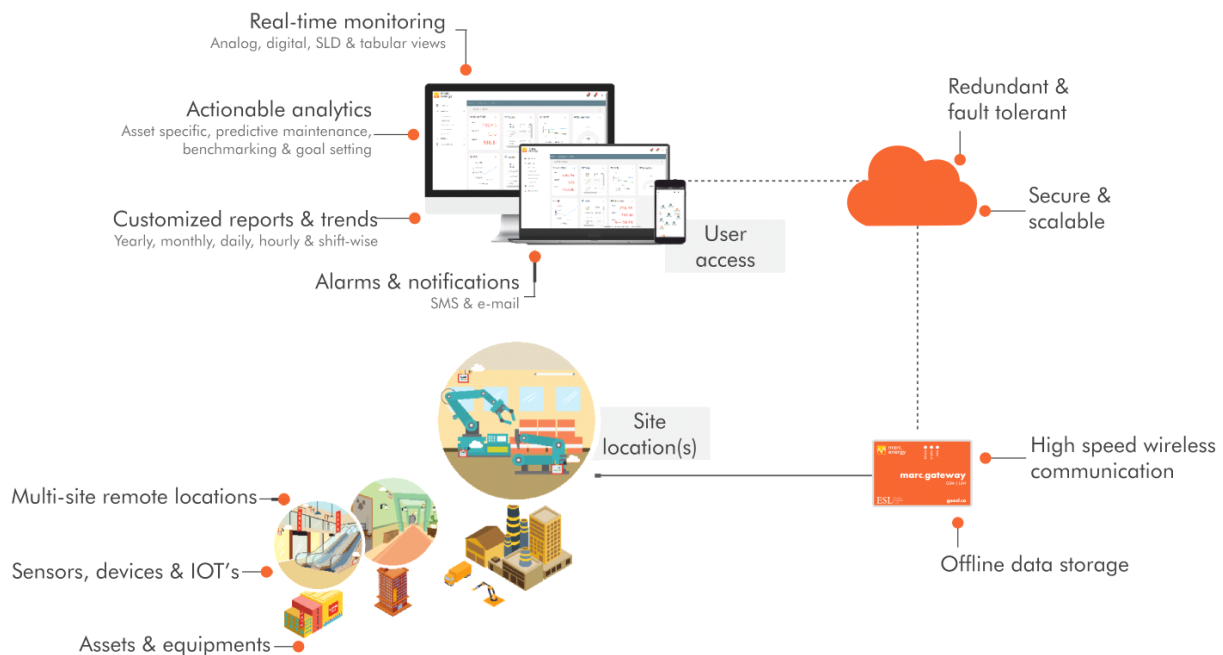 Real-time monitoring
Analog, digital, SLD & tabular views
Actionable analytics
Asset specific, predictive maintenance,
benchmarking & goal setting
Customized reports & trends
Yearly, monthly, daily, hourly & shift-wise
Alarms & notifications
SMS & e-mail
User
access
Redundant &
fault tolerant
Secure &
scalable
Site
location(s)
marc.
energy
marc.gateway
ESL
High speed wireless
communication
Offline data storage
Multi-site remote locations
Sensors, devices & IOT's
Assets & equipments